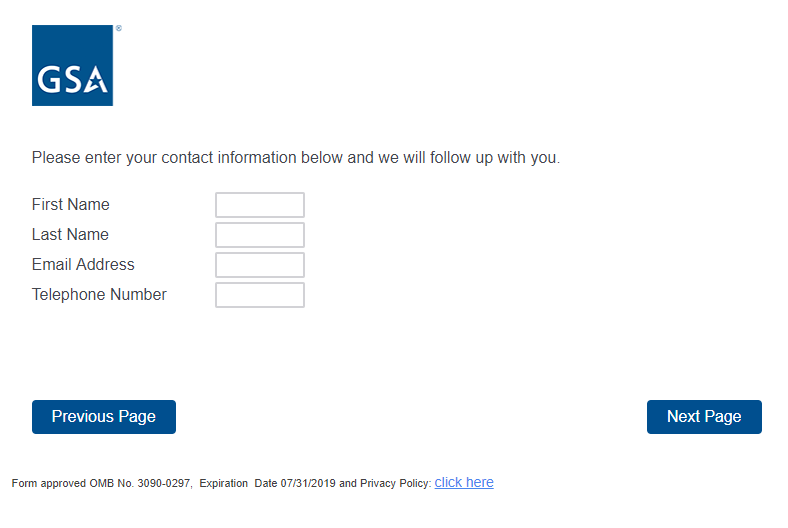 GSA
®
Please enter your contact information below and we will follow up with you.
First Name
Last Name
Email Address
Telephone Number
Previous Page
Next Page
Form approved OMB No. 3090-0297,  Expiration  Date 07/31/2019 and Privacy Policy: click here